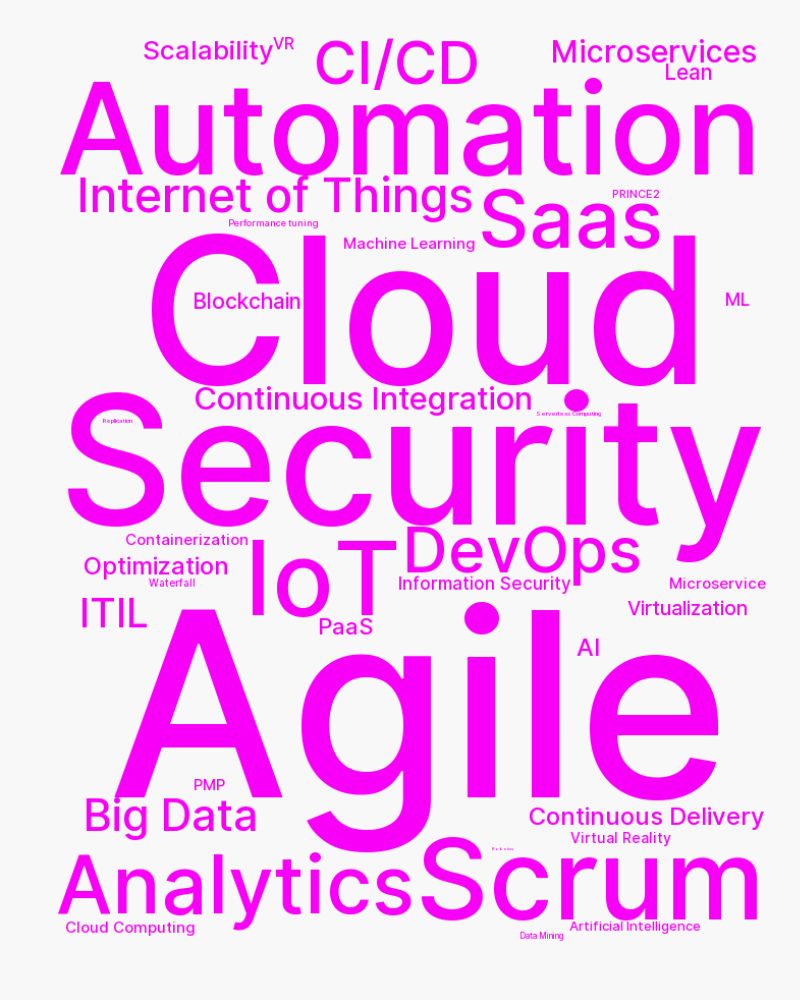 Scalability
VR
CI/CD
Microservices
Lean
Automation
Internet of Things
PRINCE2
Saas
Performance tuning
Machine Learning
Cloud
Blockchain
ML
Continuous Integration
Serverless Computing
Security
Replication
Containerization
IoT
DevOps
Optimization
Information Security
Waterfall
Microservice
ITIL
Virtualization
PaaS
Agile
AI
PMP
Big Data
Continuous Delivery
Virtual Reality
Analytics
Scrum
Cloud Computing
Artificial Intelligence
Data Mining